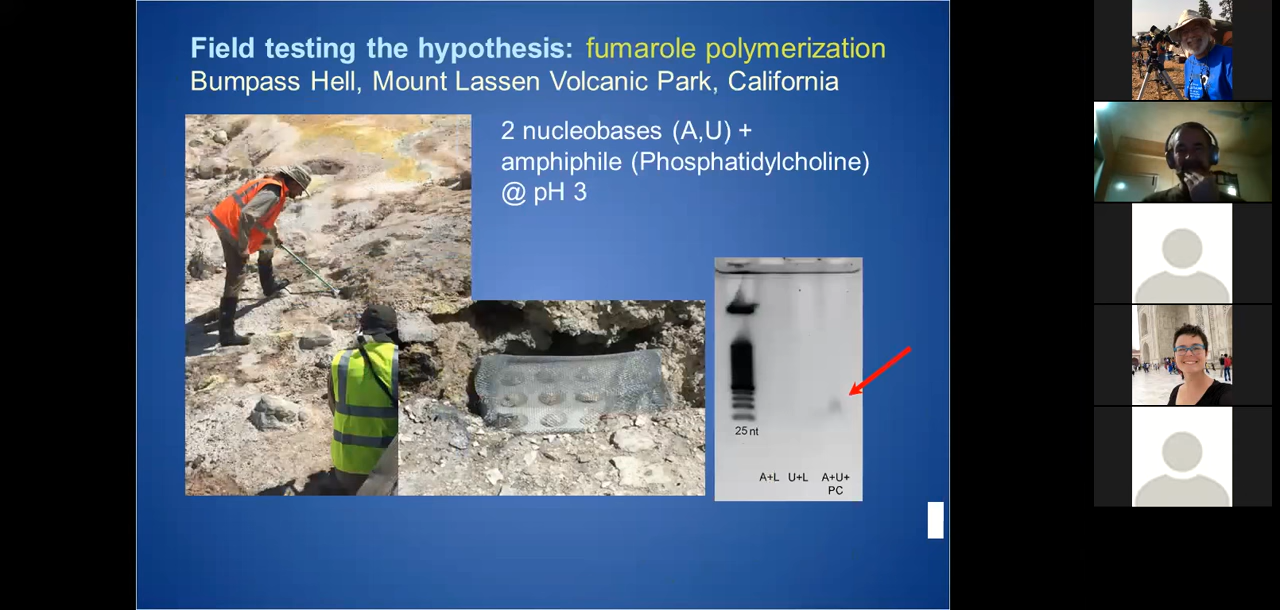 Field testing the hypothesis: fumarole polymerization
Bumpass Hell, Mount Lassen Volcanic Park, California
2 nucleobases (A,U) +
amphiphile (Phosphatidylcholine)
@ pH 3
25 nt
A+L U+L A+U+
PC